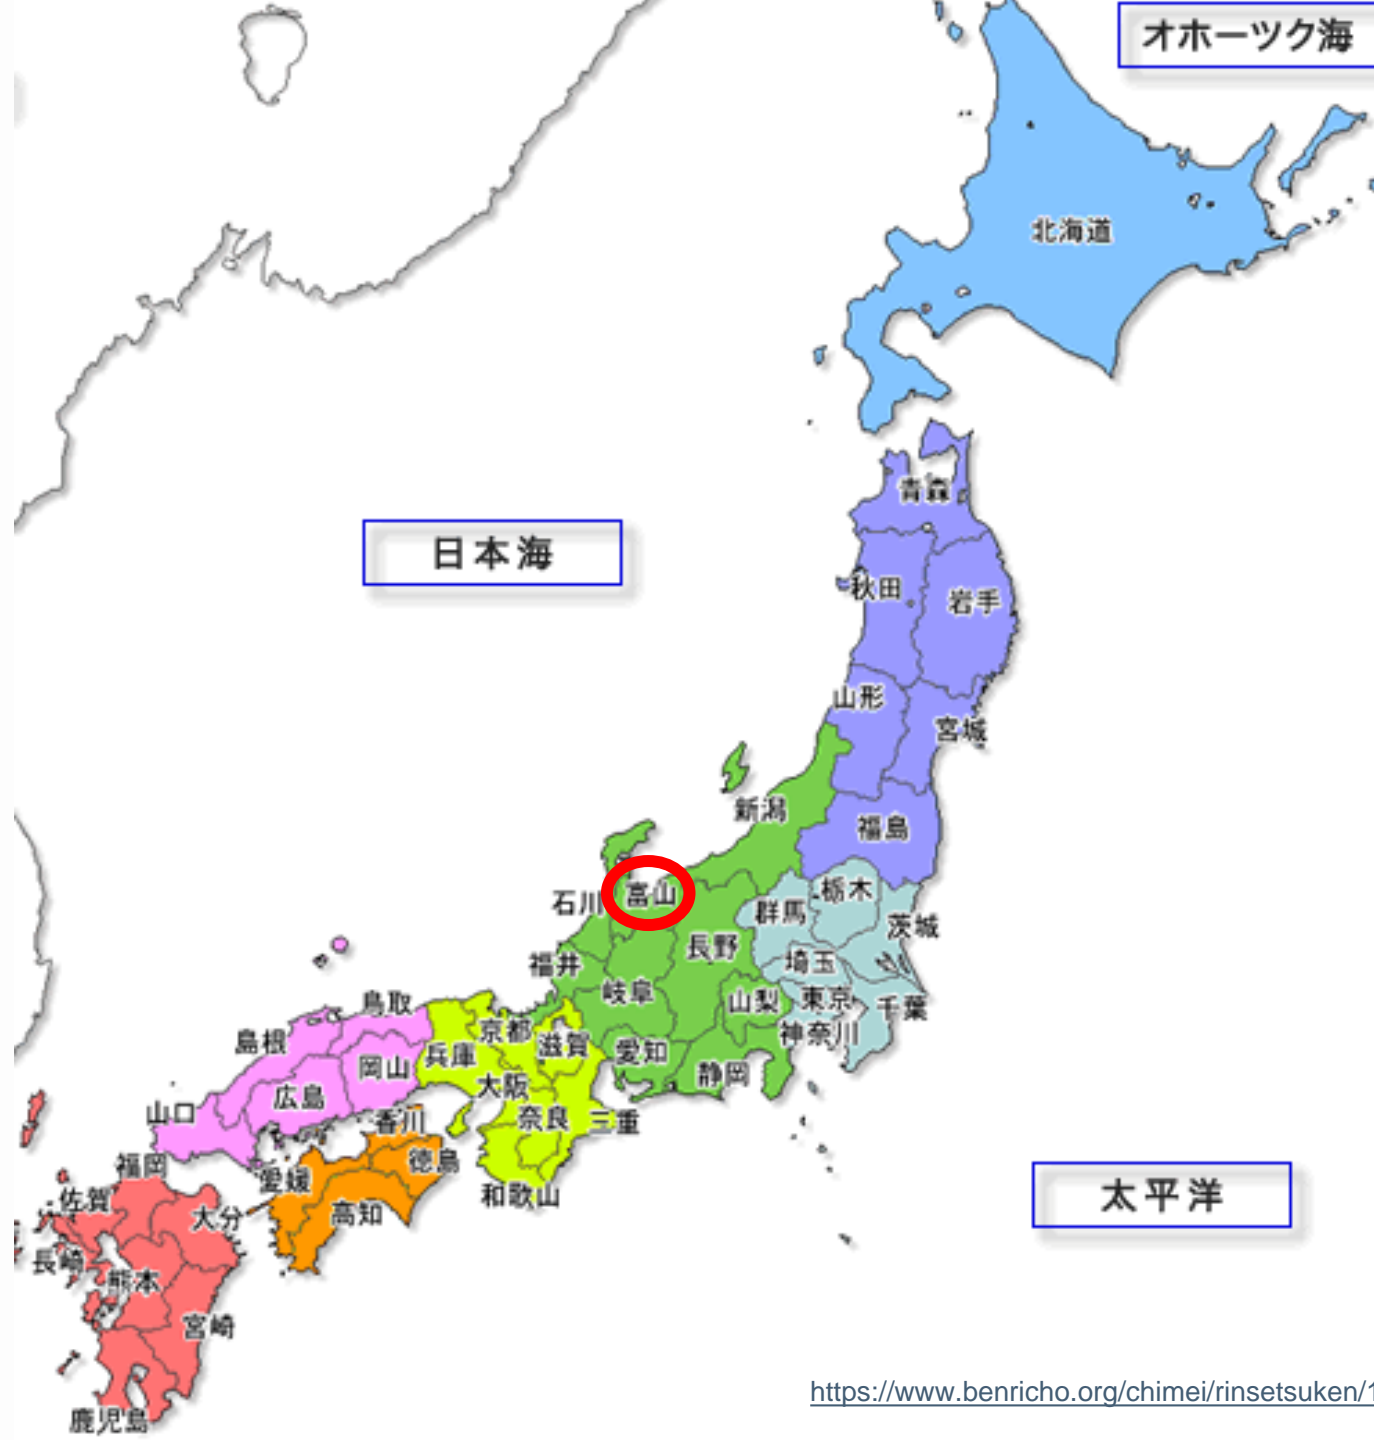 オホーツク海
北海道
青森
日本海
秋田
岩手
山形
宮城
新潟
福島
富山
石川
栃木
群馬
茨城
長野
福井
埼玉
岐阜
山梨
東京
千葉
鳥取
京都
神奈川
島根
滋賀
兵庫
愛知
岡山
静岡
大阪
広島
山口
香川
奈良
三重
福岡
徳島
愛媛
佐賀
和歌山
太平洋
高知
大分
長崎
熊本
宮崎
https://www.benricho.org/chimei/rinsetsuken/1
鹿児島